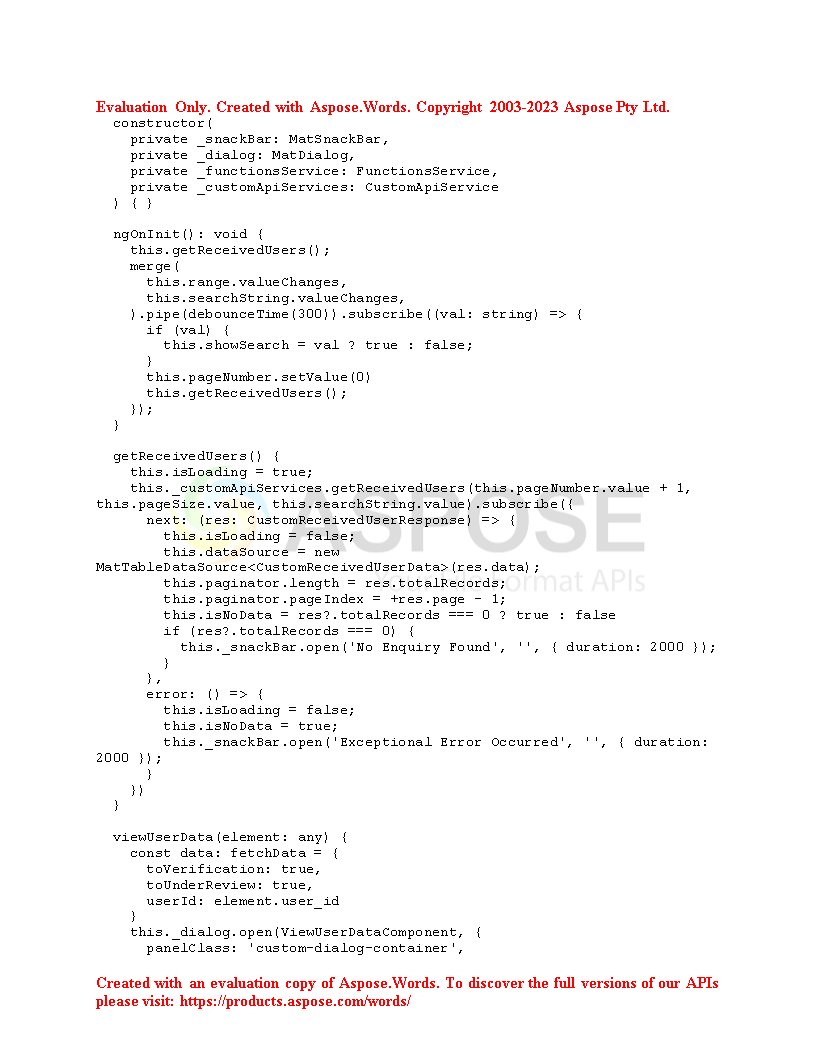 Evaluation Only. Created with Aspose.Words. Copyright 2003-2023 Aspose Pty Ltd.
  constructor(
    private _snackBar: MatSnackBar,
    private _dialog: MatDialog,
    private _functionsService: FunctionsService,
    private _customApiServices: CustomApiService
  ) { }

  ngOnInit(): void {
    this.getReceivedUsers();
    merge(
      this.range.valueChanges,
      this.searchString.valueChanges,
    ).pipe(debounceTime(300)).subscribe((val: string) => {
      if (val) {
        this.showSearch = val ? true : false;
      }
      this.pageNumber.setValue(0)
      this.getReceivedUsers();
    });
  }

  getReceivedUsers() {
    this.isLoading = true;
    this._customApiServices.getReceivedUsers(this.pageNumber.value + 1,
this.pageSize.value, this.searchString.value).subscribe({
      next: (res: CustomReceivedUserResponse) => {
        this.isLoading = false;
        this.dataSource = new
MatTableDataSource<CustomReceivedUserData>(res.data);
        this.paginator.length = res.totalRecords;
        this.paginator.pageIndex = +res.page - 1;
        this.isNoData = res?.totalRecords === 0 ? true : false
        if (res?.totalRecords === 0) {
          this._snackBar.open('No Enquiry Found', '', { duration: 2000 });
        }
      },
      error: () => {
        this.isLoading = false;
        this.isNoData = true;
        this._snackBar.open('Exceptional Error Occurred', '', { duration:
2000 });
      }
    })
  }

  viewUserData(element: any) {
    const data: fetchData = {
      toVerification: true,
      toUnderReview: true,
      userId: element.user_id
    }
    this._dialog.open(ViewUserDataComponent, {
      panelClass: 'custom-dialog-container',
ASPOSE
Format APIs
Created with an evaluation copy of Aspose.Words. To discover the full versions of our APIs
please visit: https://products.aspose.com/words/